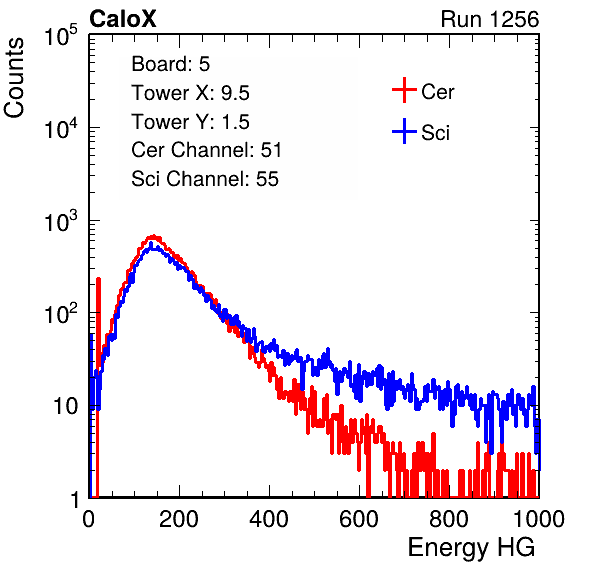 CaloX Run 1256
Counts
Board: 5
Tower X: 9.5
Tower Y: 1.5
Cer Channel: 51
Sci Channel: 55
Cer
Sci
10^5
10^4
10^3
10^2
10
1
0 200 400 600 800 1000
Energy HG